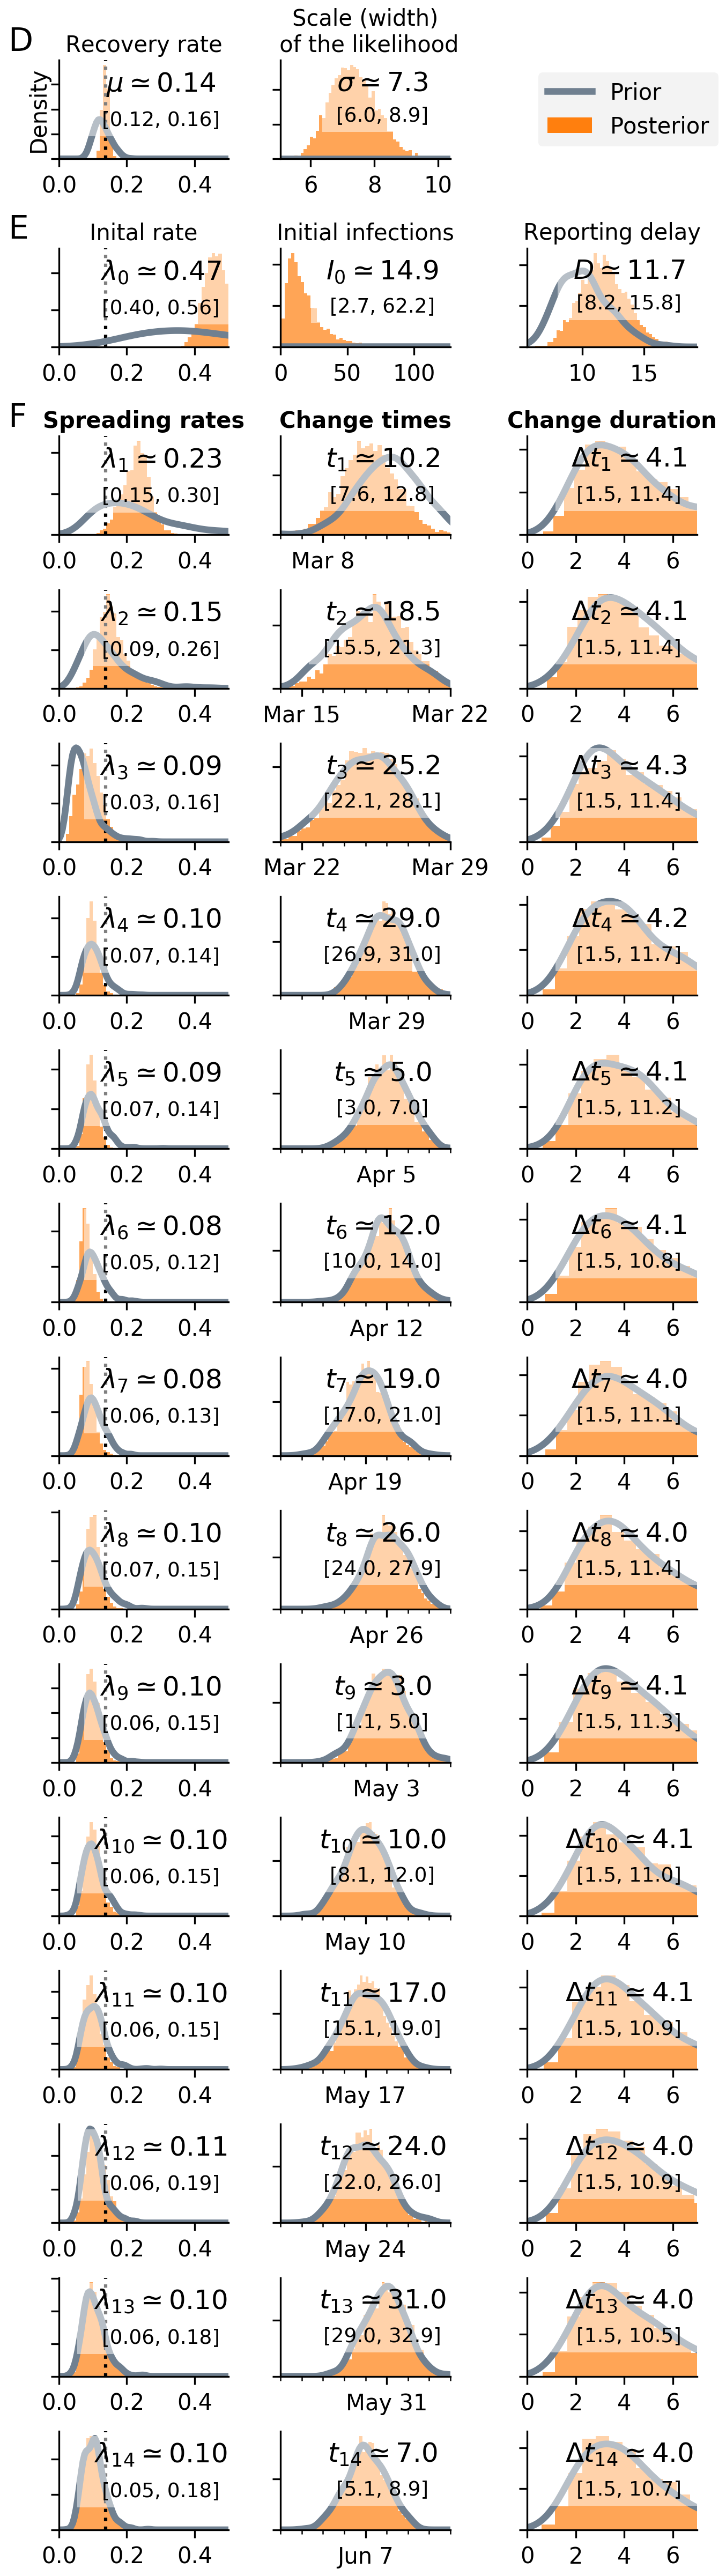 D
Recovery rate
Scale (width)
of the likelihood
Density
μ ≃ 0.14
[0.12, 0.16]
0.0 0.2 0.4
σ ≃ 7.3
[6.0, 8.9]
6 8 10
Prior
Posterior
E
Inital rate
Initial infections
Reporting delay
λ0 ≃ 0.47
[0.40, 0.56]
0.0 0.2 0.4
I0 ≃ 14.9
[2.7, 62.2]
0 50 100
D ≃ 11.7
[8.2, 15.8]
10 15
F
Spreading rates
Change times
Change duration
λ1 ≃ 0.23
[0.15, 0.30]
0.0 0.2 0.4
t1 ≃ 10.2
[7.6, 12.8]
Mar 8
Δt1 ≃ 4.1
[1.5, 11.4]
0 2 4 6
λ2 ≃ 0.15
[0.09, 0.26]
0.0 0.2 0.4
t2 ≃ 18.5
[15.5, 21.3]
Mar 15 Mar 22
Δt2 ≃ 4.1
[1.5, 11.4]
0 2 4 6
λ3 ≃ 0.09
[0.03, 0.16]
0.0 0.2 0.4
t3 ≃ 25.2
[22.1, 28.1]
Mar 22 Mar 29
Δt3 ≃ 4.3
[1.5, 11.4]
0 2 4 6
λ4 ≃ 0.10
[0.07, 0.14]
0.0 0.2 0.4
t4 ≃ 29.0
[26.9, 31.0]
Mar 29
Δt4 ≃ 4.2
[1.5, 11.7]
0 2 4 6
λ5 ≃ 0.09
[0.07, 0.14]
0.0 0.2 0.4
t5 ≃ 5.0
[3.0, 7.0]
Apr 5
Δt5 ≃ 4.1
[1.5, 11.2]
0 2 4 6
λ6 ≃ 0.08
[0.05, 0.12]
0.0 0.2 0.4
t6 ≃ 12.0
[10.0, 14.0]
Apr 12
Δt6 ≃ 4.1
[1.5, 10.8]
0 2 4 6
λ7 ≃ 0.08
[0.06, 0.13]
0.0 0.2 0.4
t7 ≃ 19.0
[17.0, 21.0]
Apr 19
Δt7 ≃ 4.0
[1.5, 11.1]
0 2 4 6
λ8 ≃ 0.10
[0.07, 0.15]
0.0 0.2 0.4
t8 ≃ 26.0
[24.0, 27.9]
Apr 26
Δt8 ≃ 4.0
[1.5, 11.4]
0 2 4 6
λ9 ≃ 0.10
[0.06, 0.15]
0.0 0.2 0.4
t9 ≃ 3.0
[1.1, 5.0]
May 3
Δt9 ≃ 4.1
[1.5, 11.3]
0 2 4 6
λ10 ≃ 0.10
[0.06, 0.15]
0.0 0.2 0.4
t10 ≃ 10.0
[8.1, 12.0]
May 10
Δt10 ≃ 4.1
[1.5, 11.0]
0 2 4 6
λ11 ≃ 0.10
[0.06, 0.15]
0.0 0.2 0.4
t11 ≃ 17.0
[15.1, 19.0]
May 17
Δt11 ≃ 4.1
[1.5, 10.9]
0 2 4 6
λ12 ≃ 0.11
[0.06, 0.19]
0.0 0.2 0.4
t12 ≃ 24.0
[22.0, 26.0]
May 24
Δt12 ≃ 4.0
[1.5, 10.9]
0 2 4 6
λ13 ≃ 0.10
[0.06, 0.18]
0.0 0.2 0.4
t13 ≃ 31.0
[29.0, 32.9]
May 31
Δt13 ≃ 4.0
[1.5, 10.5]
0 2 4 6
λ14 ≃ 0.10
[0.05, 0.18]
0.0 0.2 0.4
t14 ≃ 7.0
[5.1, 8.9]
Jun 7
Δt14 ≃ 4.0
[1.5, 10.7]
0 2 4 6